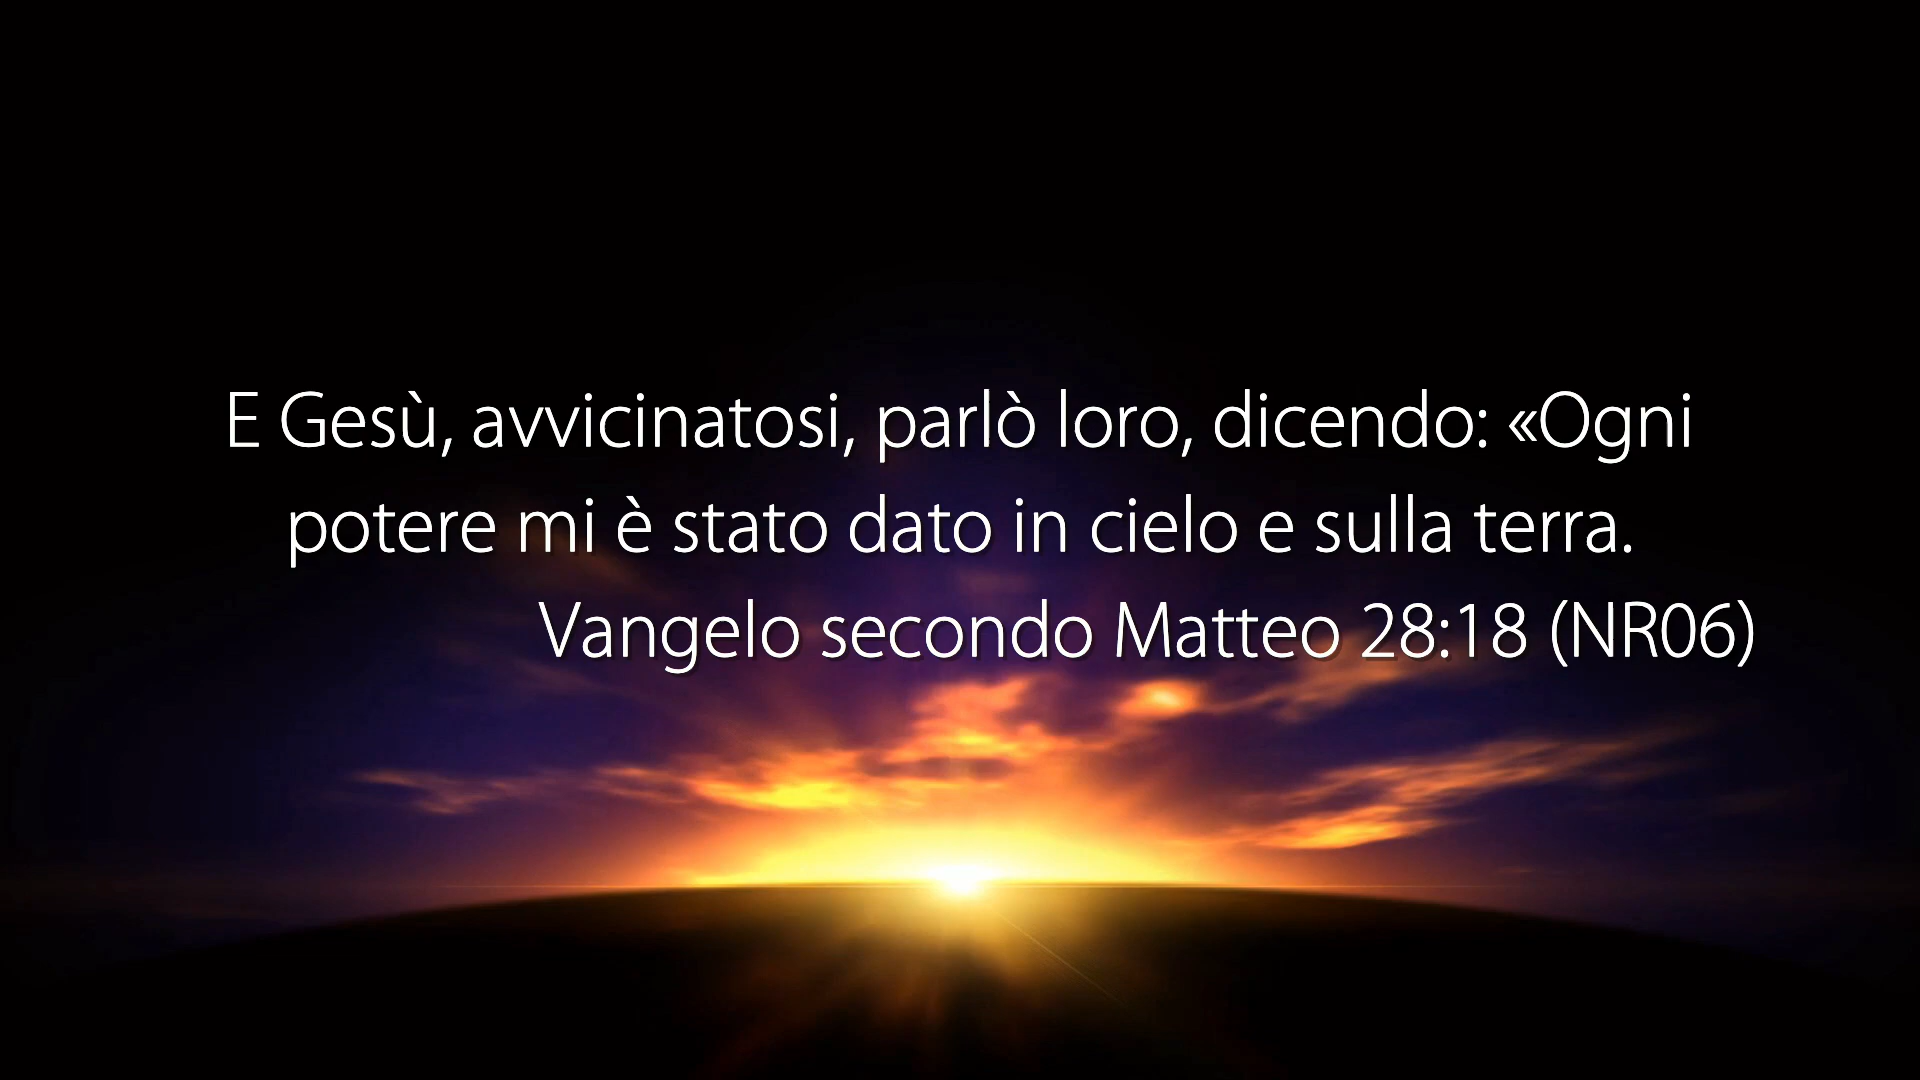 E Gesù, avvicinatosi, parlò loro, dicendo: «Ogni
potere mi è stato dato in cielo e sulla terra.
Vangelo secondo Matteo 28:18 (NR06)